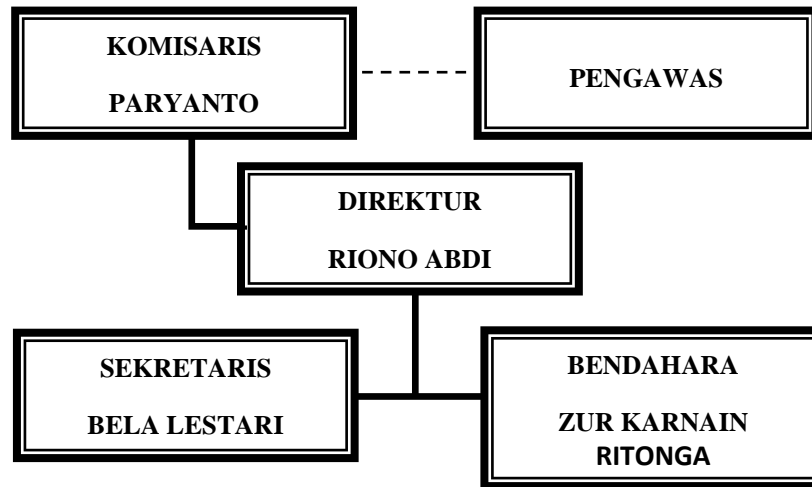 KOMISARIS
PARYANTO
PENGAWAS
DIREKTUR
RIONO ABDI
SEKRETARIS
BELA LESTARI
BENDAHARA
ZUR KARNAIN
RITONGA